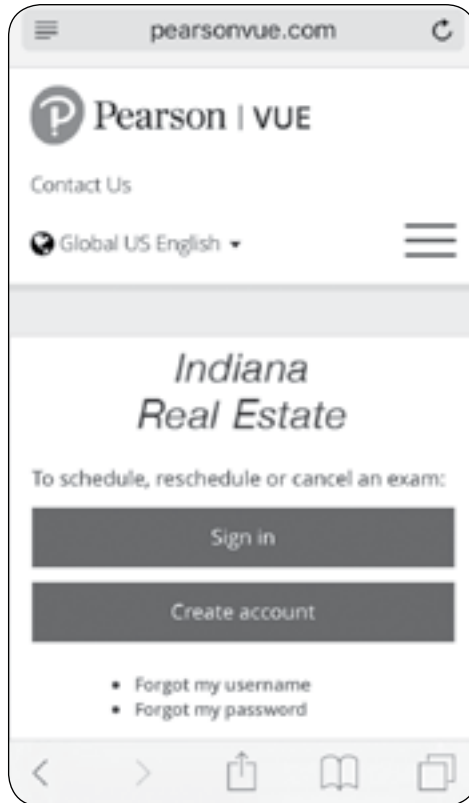 pearsonvue.com
Pearson | VUE
Contact Us
Global US English
Indiana
Real Estate
To schedule, reschedule or cancel an exam:
Sign in
Create account
• Forgot my username
• Forgot my password